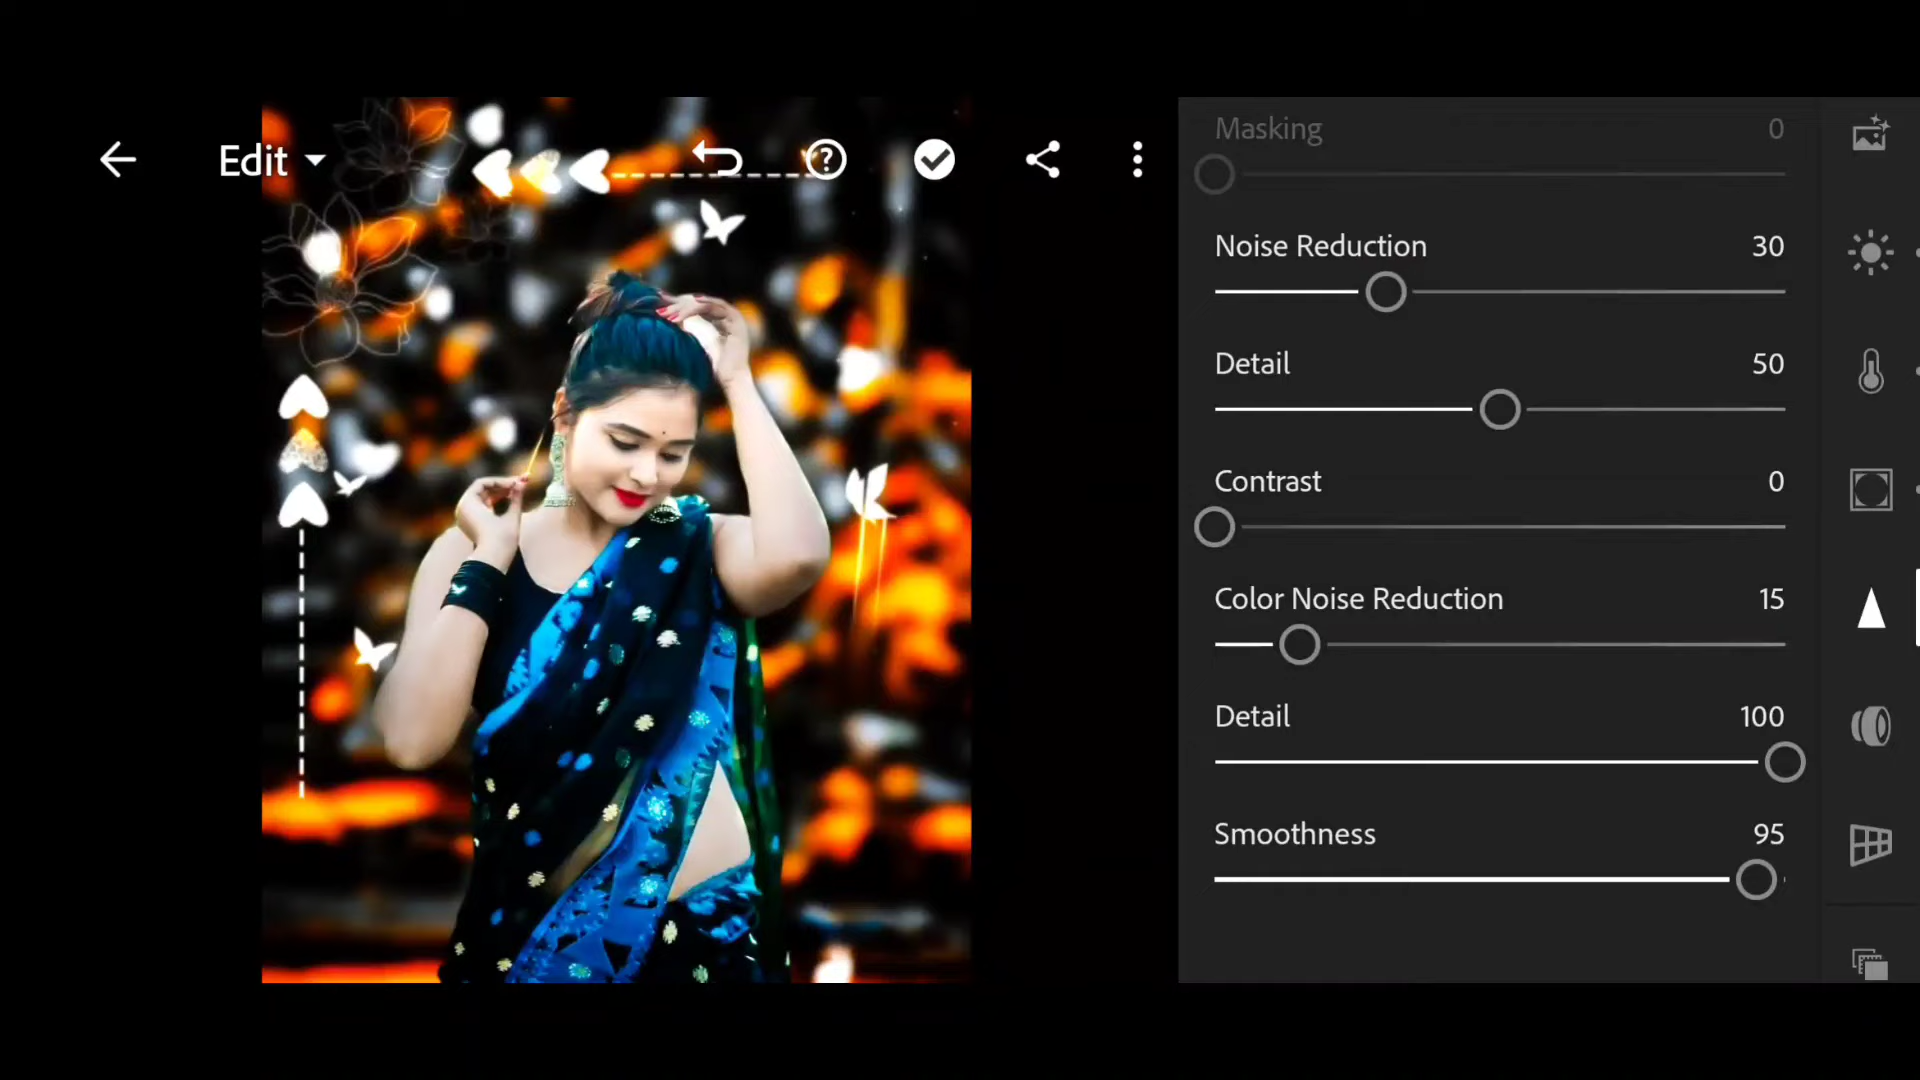 Edit
Masking 0
Noise Reduction 30
Detail 50
Contrast 0
Color Noise Reduction 15
Detail 100
Smoothness 95